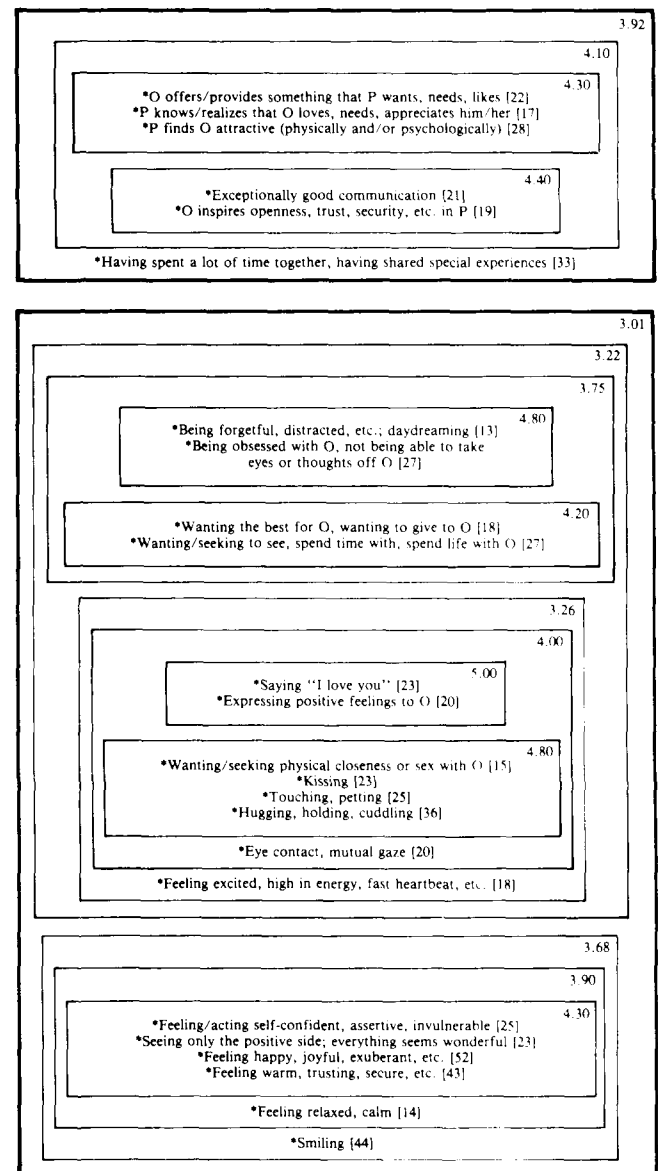 3.92
4.10
4.30
*O offers/provides something that P wants, needs, likes [22]
*P knows/realizes that O loves, needs, appreciates him/her [17]
*P finds O attractive (physically and/or psychologically) [28]
4.40
*Exceptionally good communication [21]
*O inspires openness, trust, security, etc. in P [19]
*Having spent a lot of time together, having shared special experiences [33]
3.01
3.22
3.75
4.80
*Being forgetful, distracted, etc.; daydreaming [13]
*Being obsessed with O, not being able to take
eyes or thoughts off O [27]
4.20
*Wanting the best for O, wanting to give to O [18]
*Wanting/seeking to see, spend time with, spend life with O [27]
3.26
4.00
5.00
*Saying "I love you" [23]
*Expressing positive feelings to O [20]
4.80
*Wanting/seeking physical closeness or sex with O [15]
*Kissing [23]
*Touching, petting [25]
*Hugging, holding, cuddling [36]
*Eye contact, mutual gaze [20]
*Feeling excited, high in energy, fast heartbeat, etc. [18]
3.68
3.90
4.30
*Feeling/acting self-confident, assertive, invulnerable [25]
*Seeing only the positive side; everything seems wonderful [23]
*Feeling happy, joyful, exuberant, etc. [52]
*Feeling warm, trusting, secure, etc. [43]
*Feeling relaxed, calm [14]
*Smiling [44]